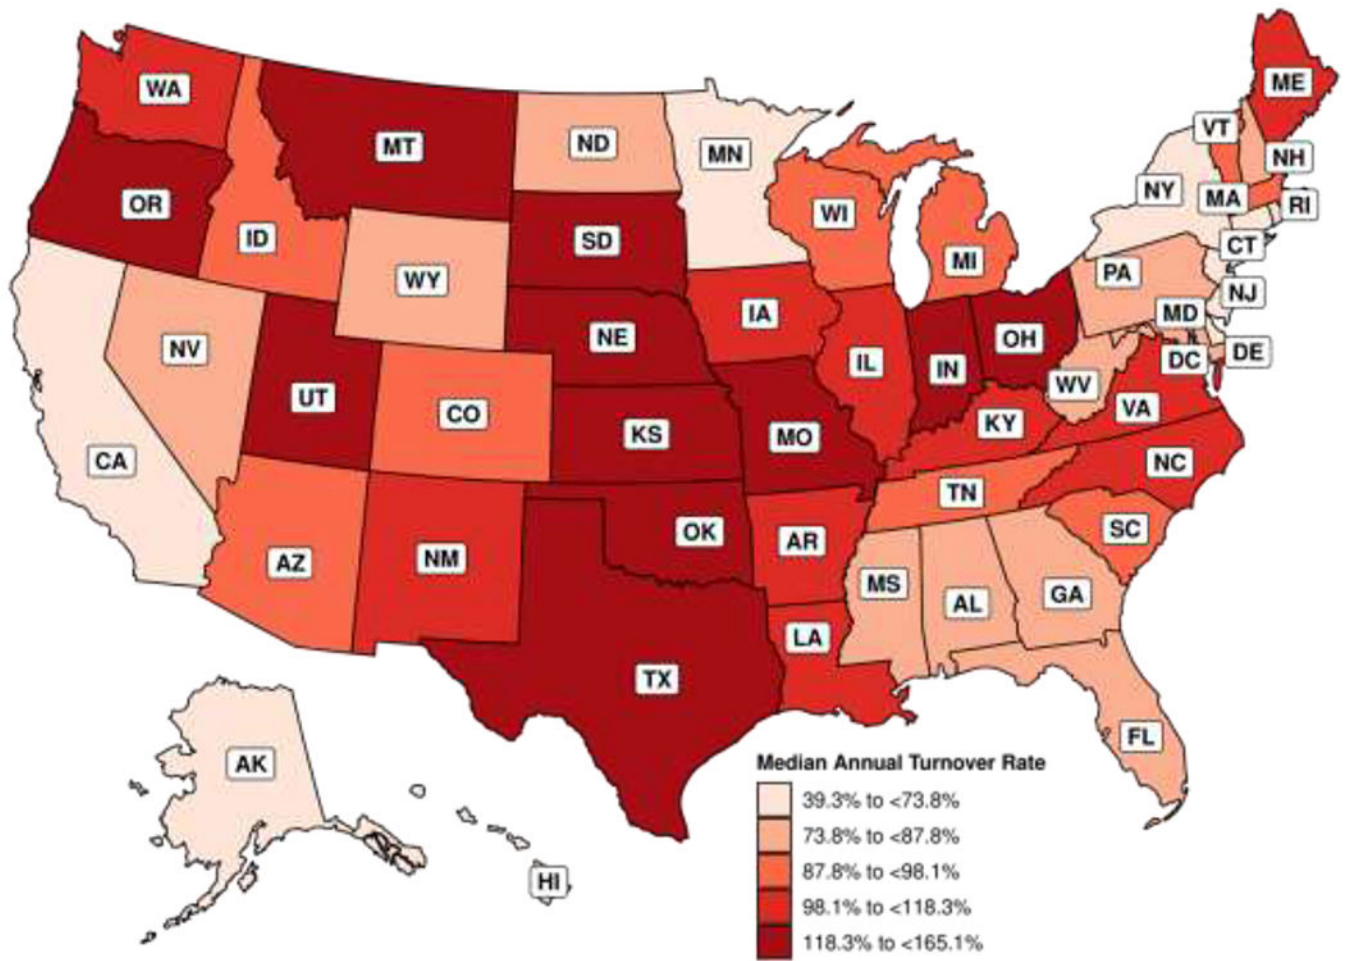 WA
ME
MT
ND
MN
VT
NH
OR
NY
MA
RI
WI
ID
SD
CT
WY
MI
PA
NJ
IA
MD
NE
OH
NV
IL
IN
DC
DE
UT
WV
CO
KS
MO
KY
VA
CA
TN
NC
OK
AR
SC
AZ
NM
MS
AL
GA
LA
TX
FL
AK
HI
Median Annual Turnover Rate
39.3% to <73.8%
73.8% to <87.8%
87.8% to <98.1%
98.1% to <118.3%
118.3% to <165.1%